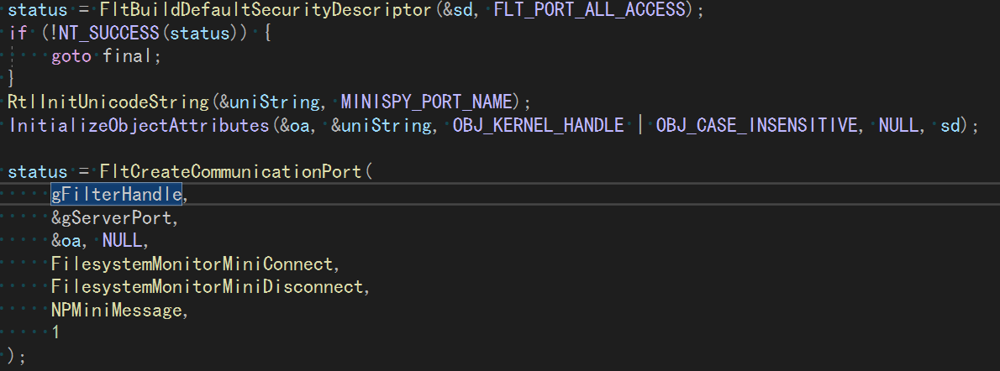 status = FltBuildDefaultSecurityDescriptor(&sd, FLT_PORT_ALL_ACCESS);
if (!NT_SUCCESS(status)) {
    goto final;
}
RtlInitUnicodeString(&uniString, MINISPY_PORT_NAME);
InitializeObjectAttributes(&oa, &uniString, OBJ_KERNEL_HANDLE | OBJ_CASE_INSENSITIVE, NULL, sd);

status = FltCreateCommunicationPort(
    gFilterHandle,
    &gServerPort,
    &oa, NULL,
    FilesystemMonitorMiniConnect,
    FilesystemMonitorMiniDisconnect,
    NPMiniMessage,
    1
);